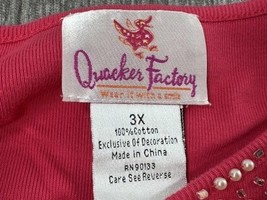 Quacker Factory
Wear it with a smile
3X
100%Cotton
Exclusive Of Decoration
Made in China
RN90133
Care See Reverse